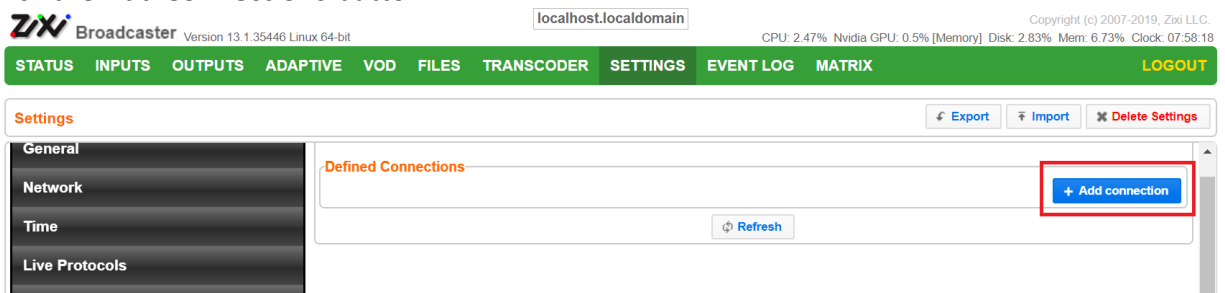 Zixi Broadcaster Version 13.1.35446 Linux 64-bit
localhost.localdomain
Copyright (c) 2007-2019, Zixi LLC.
CPU: 2.47% Nvidia GPU: 0.5% [Memory] Disk: 2.83% Mem: 6.73% Clock: 07:58:18
STATUS INPUTS OUTPUTS ADAPTIVE VOD FILES TRANSCODER SETTINGS EVENT LOG MATRIX LOGOUT
Settings Export Import Delete Settings
General
Defined Connections
Network
+ Add connection
Time
Refresh
Live Protocols